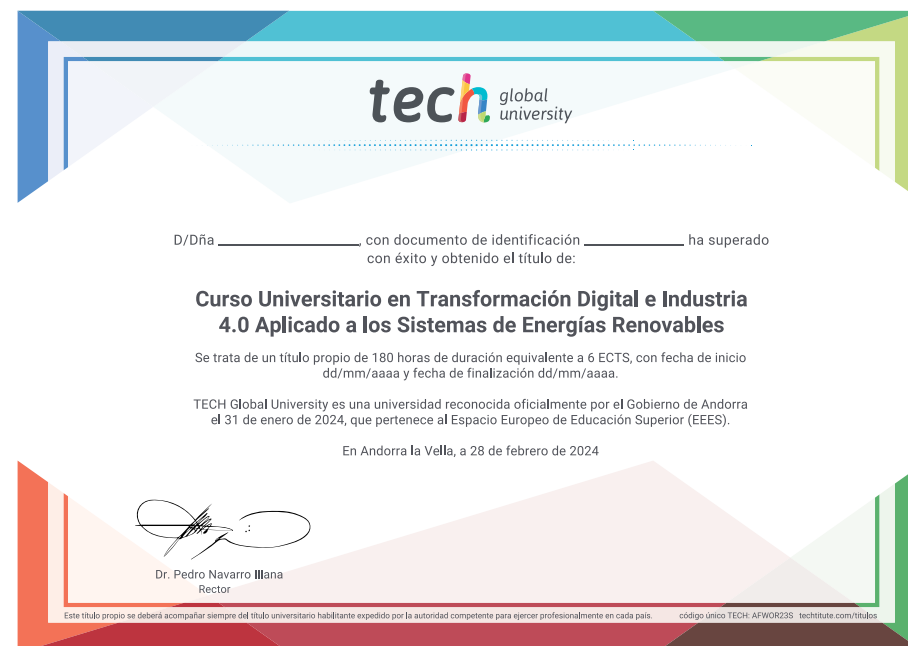 tech global university
D/Dña ____________________, con documento de identificación ______________ ha superado
con éxito y obtenido el título de:
Curso Universitario en Transformación Digital e Industria
4.0 Aplicado a los Sistemas de Energías Renovables
Se trata de un título propio de 180 horas de duración equivalente a 6 ECTS, con fecha de inicio
dd/mm/aaaa y fecha de finalización dd/mm/aaaa.
TECH Global University es una universidad reconocida oficialmente por el Gobierno de Andorra
el 31 de enero de 2024, que pertenece al Espacio Europeo de Educación Superior (EEES).
En Andorra la Vella, a 28 de febrero de 2024
Dr. Pedro Navarro Illana
Rector
Este título propio se deberá acompañar siempre del título universitario habilitante expedido por la autoridad competente para ejercer profesionalmente en cada país. código único TECH: AFWOR23S techtitute.com/titulos